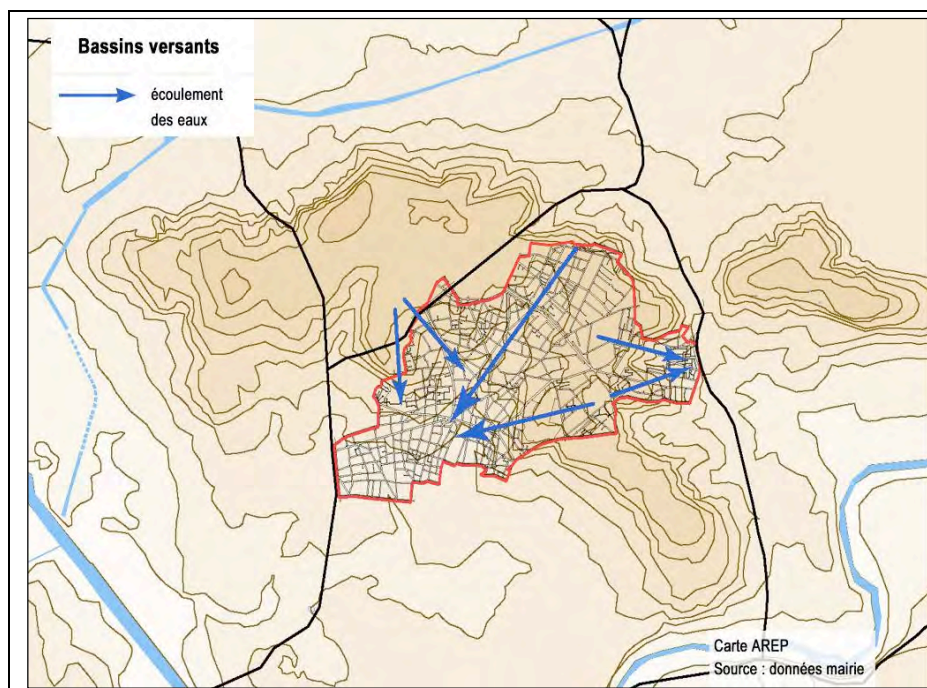 Bassins versants
écoulement
des eaux
Carte AREP
Source : données mairie